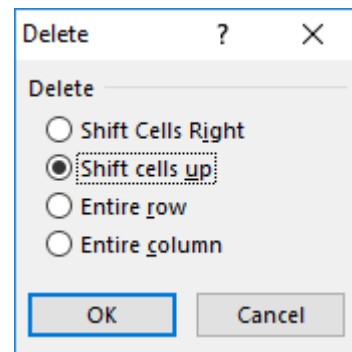 Delete ?
Delete
Shift Cells Right
Shift cells up
Entire row
Entire column
OK Cancel